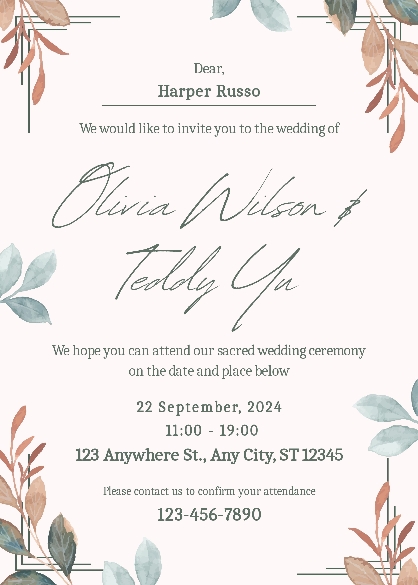 Dear,
Harper Russo
We would like to invite you to the wedding of
Olivia Wilson &
Teddy Yu
We hope you can attend our sacred wedding ceremony
on the date and place below
22 September, 2024
11:00 - 19:00
123 Anywhere St., Any City, ST 12345
Please contact us to confirm your attendance
123-456-7890